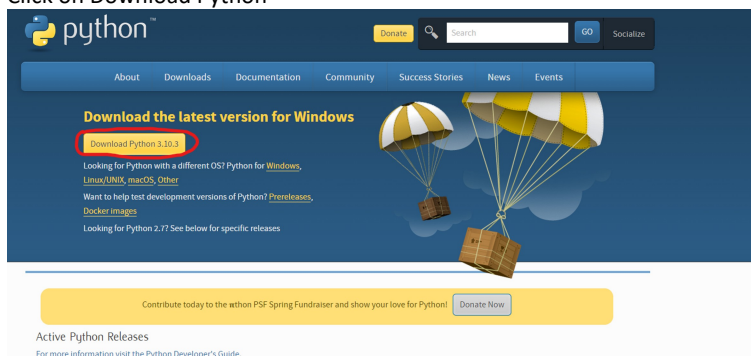 Click on Download Python
python™
Donate
Search
GO
Socialize
About Downloads Documentation Community Success Stories News Events
Download the latest version for Windows
Download Python 3.10.3
Looking for Python with a different OS? Python for Windows,
Linux/UNIX, macOS, Other
Want to help test development versions of Python? Prereleases,
Docker images
Looking for Python 2.7? See below for specific releases
Contribute today to the πthon PSF Spring Fundraiser and show your love for Python! Donate Now
Active Python Releases
For more information visit the Python Developer's Guide.